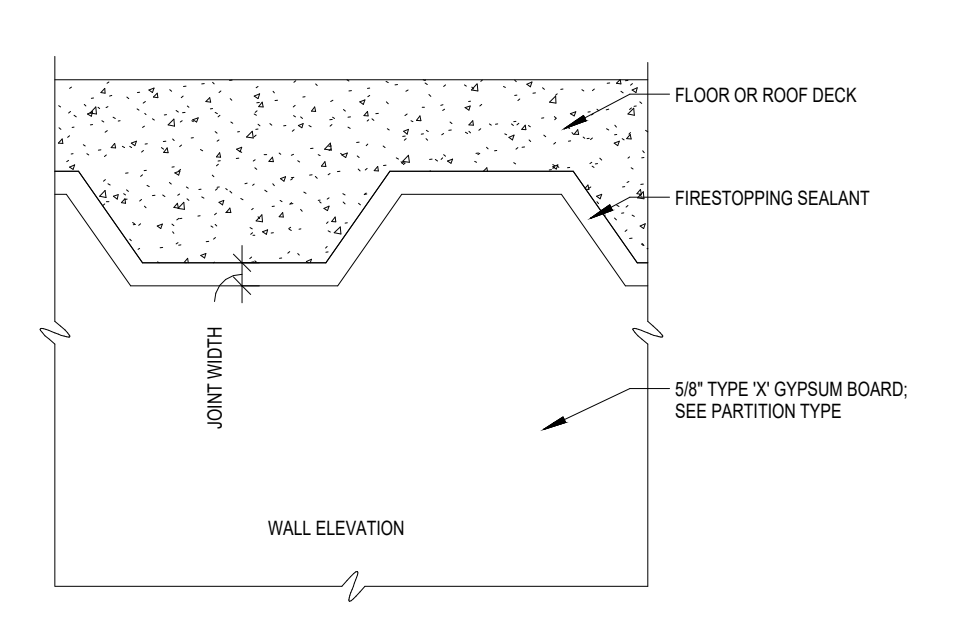 FLOOR OR ROOF DECK
FIRESTOPPING SEALANT
JOINT WIDTH
5/8" TYPE 'X' GYPSUM BOARD;
SEE PARTITION TYPE
WALL ELEVATION